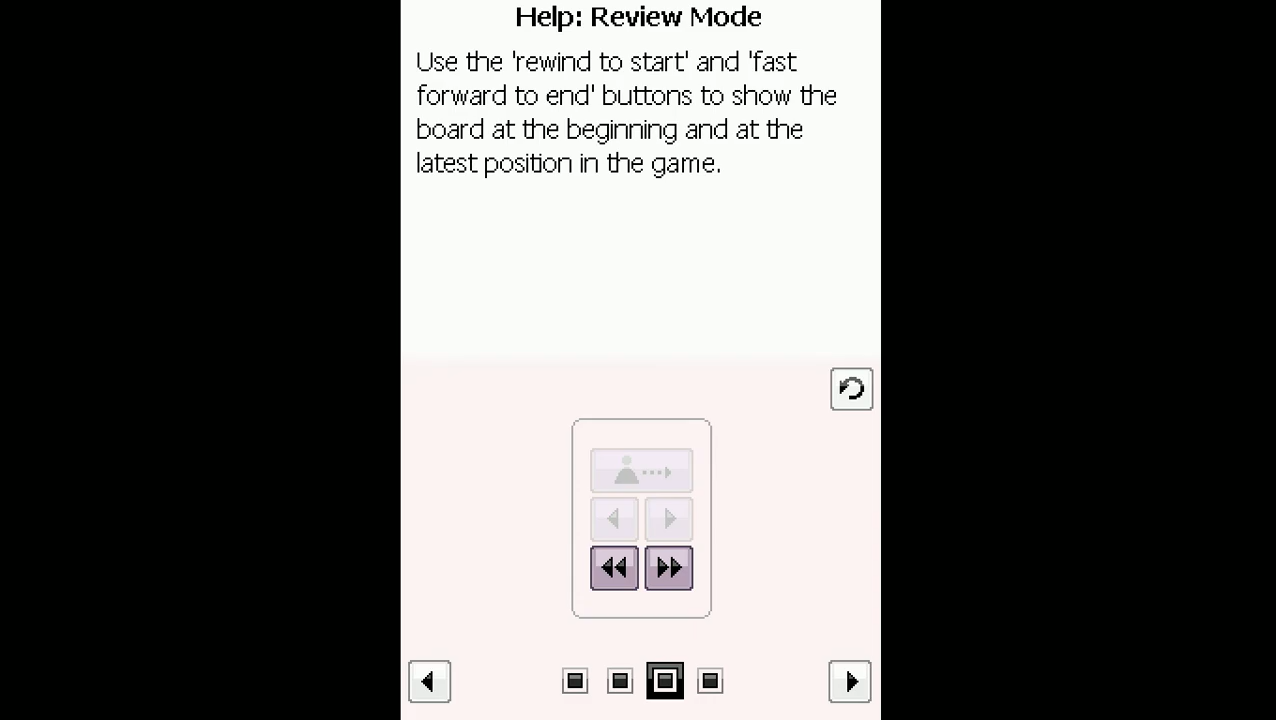 Help: Review Mode
Use the 'rewind to start' and 'fast
forward to end' buttons to show the
board at the beginning and at the
latest position in the game.